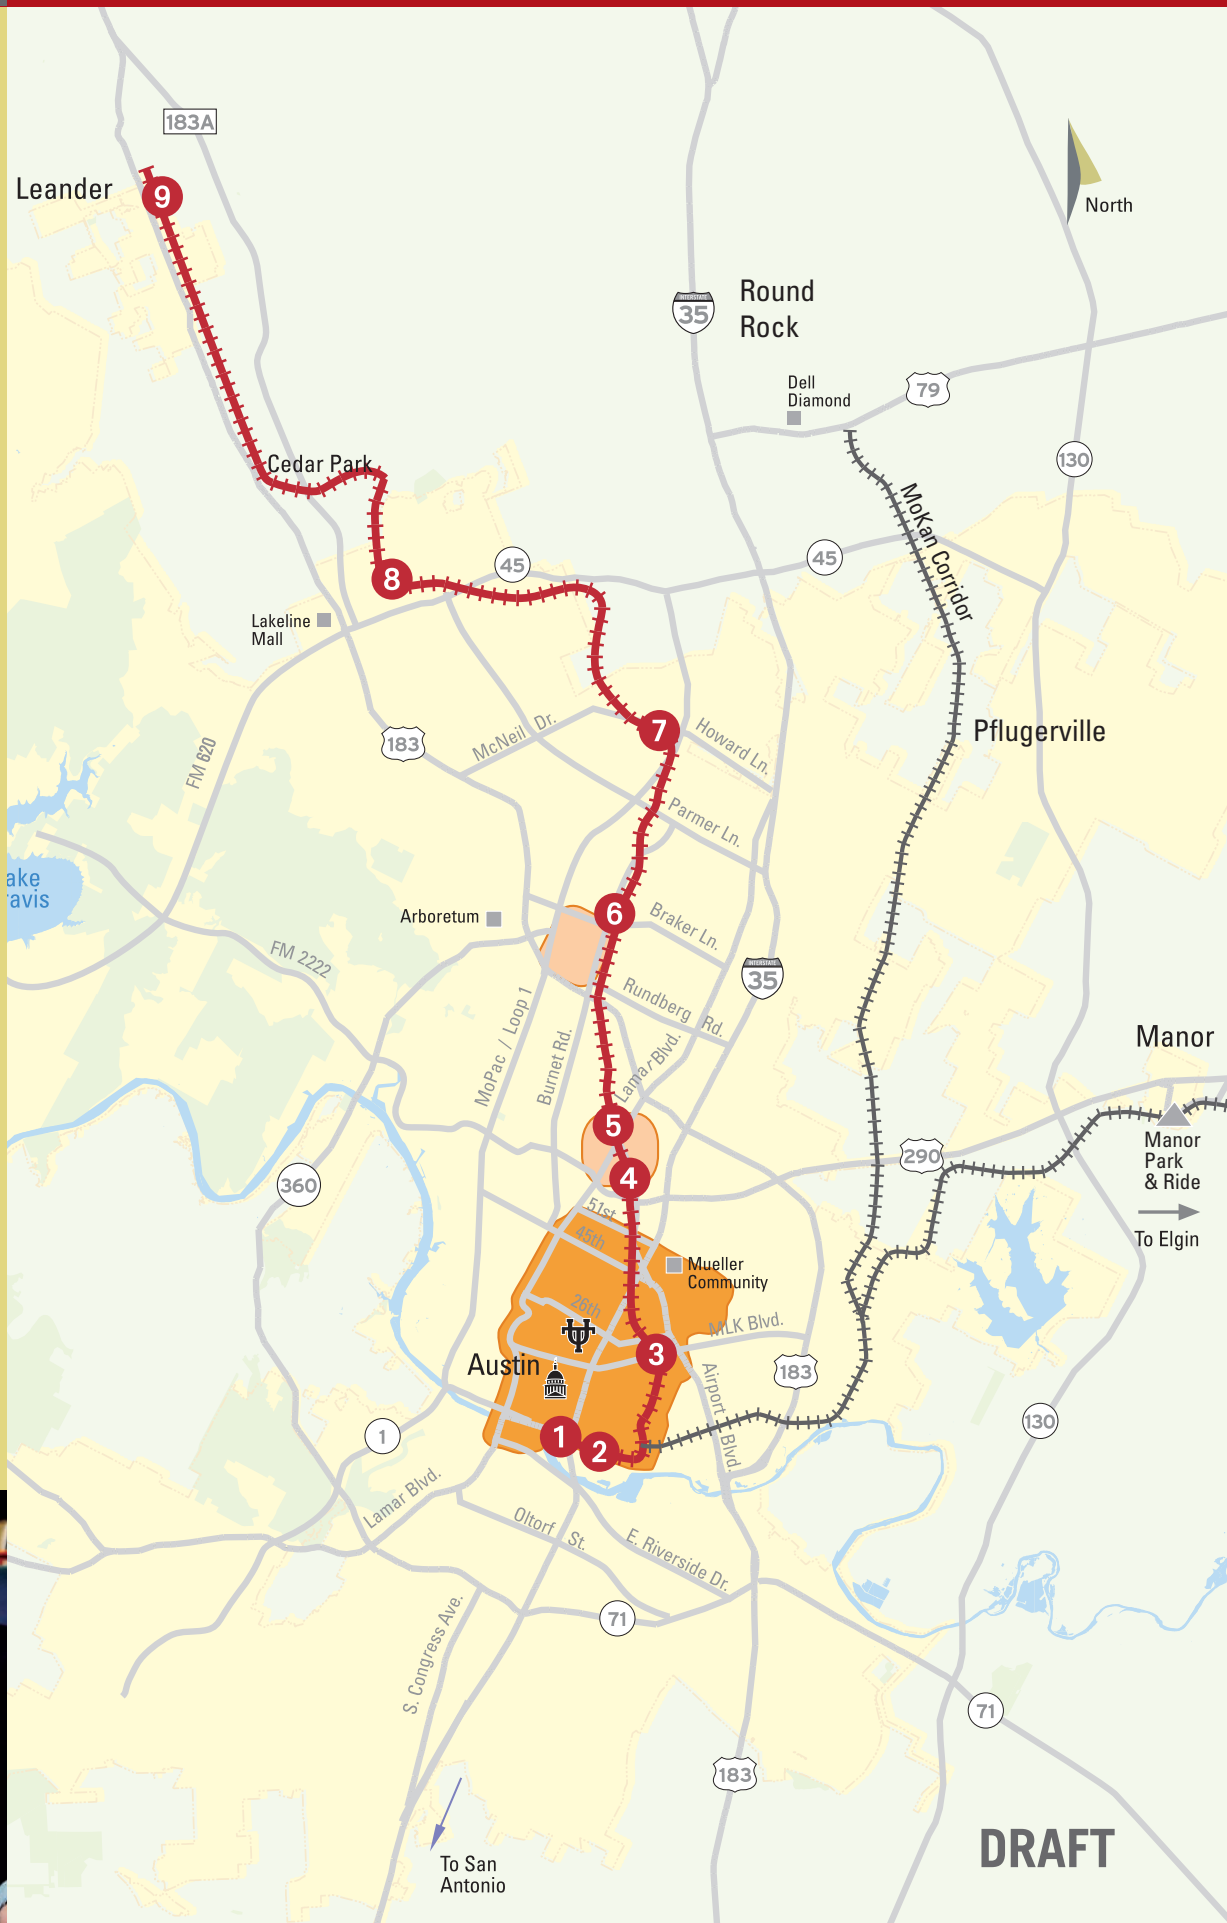 183A
Leander
9
North
INTERSTATE
35
Round
Rock
Dell
Diamond
79
130
Cedar Park
MoKan Corridor
45
45
8
Lakeline
Mall
7
Howard Ln.
McNeil Dr.
183
FM 620
Pflugerville
Parmer Ln.
ake
ravis
Arboretum
6
Braker Ln.
FM 2222
INTERSTATE
35
Rundberg Rd.
MoPac / Loop 1
Burnet Rd.
Lamar Blvd.
Manor
5
290
Manor
Park
& Ride
4
360
51st
45th
To Elgin
Mueller
Community
26th
MLK Blvd.
3
Austin
183
Airport Blvd.
1
1
2
130
Lamar Blvd.
Oltorf St.
E. Riverside Dr.
71
S. Congress Ave.
71
183
To San
Antonio
DRAFT